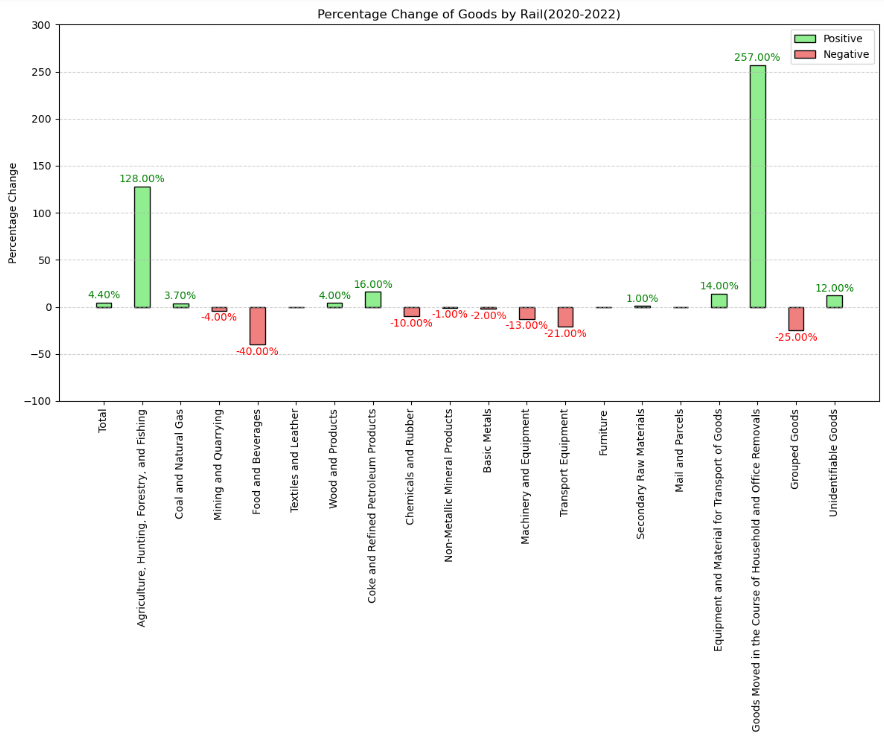 Percentage Change of Goods by Rail(2020-2022)
Positive
Negative
Percentage Change
300
250
200
150
100
50
0
−50
−100
4.40%
128.00%
3.70%
-4.00%
-40.00%
4.00%
16.00%
-10.00%
-1.00%
-2.00%
-13.00%
-21.00%
1.00%
14.00%
257.00%
-25.00%
12.00%
Total
Agriculture, Hunting, Forestry, and Fishing
Coal and Natural Gas
Mining and Quarrying
Food and Beverages
Textiles and Leather
Wood and Products
Coke and Refined Petroleum Products
Chemicals and Rubber
Non-Metallic Mineral Products
Basic Metals
Machinery and Equipment
Transport Equipment
Furniture
Secondary Raw Materials
Mail and Parcels
Equipment and Material for Transport of Goods
Goods Moved in the Course of Household and Office Removals
Grouped Goods
Unidentifiable Goods